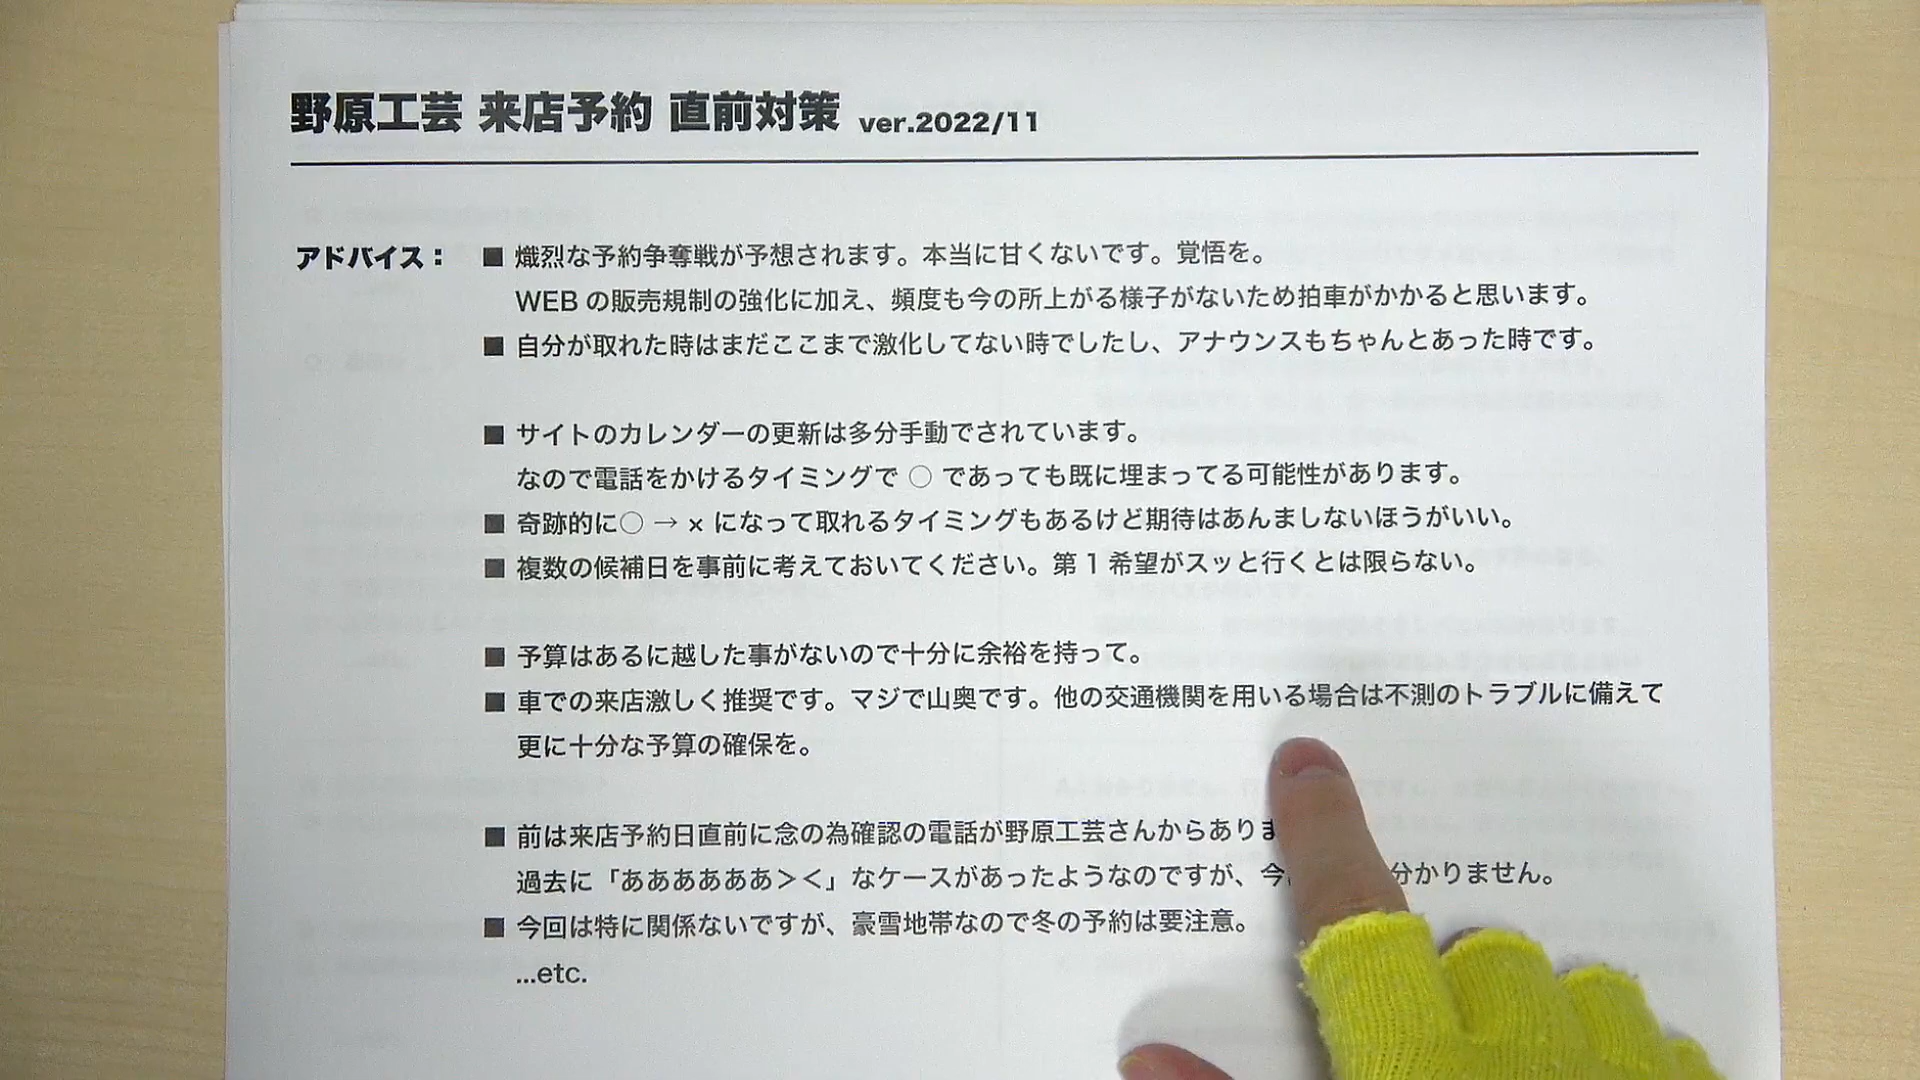 野原工芸 来店予約 直前対策 ver.2022/11
アドバイス： ■ 熾烈な予約争奪戦が予想されます。本当に甘くないです。覚悟を。
WEB の販売規制の強化に加え、頻度も今の所上がる様子がないため拍車がかかると思います。
■ 自分が取れた時はまだここまで激化してない時でしたし、アナウンスもちゃんとあった時です。
■ サイトのカレンダーの更新は多分手動でされています。
なので電話をかけるタイミングで ○ であっても既に埋まってる可能性があります。
■ 奇跡的に○ → × になって取れるタイミングもあるけど期待はあんましないほうがいい。
■ 複数の候補日を事前に考えておいてください。第 1 希望がスッと行くとは限らない。
■ 予算はあるに越した事がないので十分に余裕を持って。
■ 車での来店激しく推奨です。マジで山奥です。他の交通機関を用いる場合は不測のトラブルに備えて
更に十分な予算の確保を。
■ 前は来店予約日直前に念の為確認の電話が野原工芸さんからありま
過去に「ああああああ＞＜」なケースがあったようなのですが、今 分かりません。
■ 今回は特に関係ないですが、豪雪地帯なので冬の予約は要注意。
...etc.